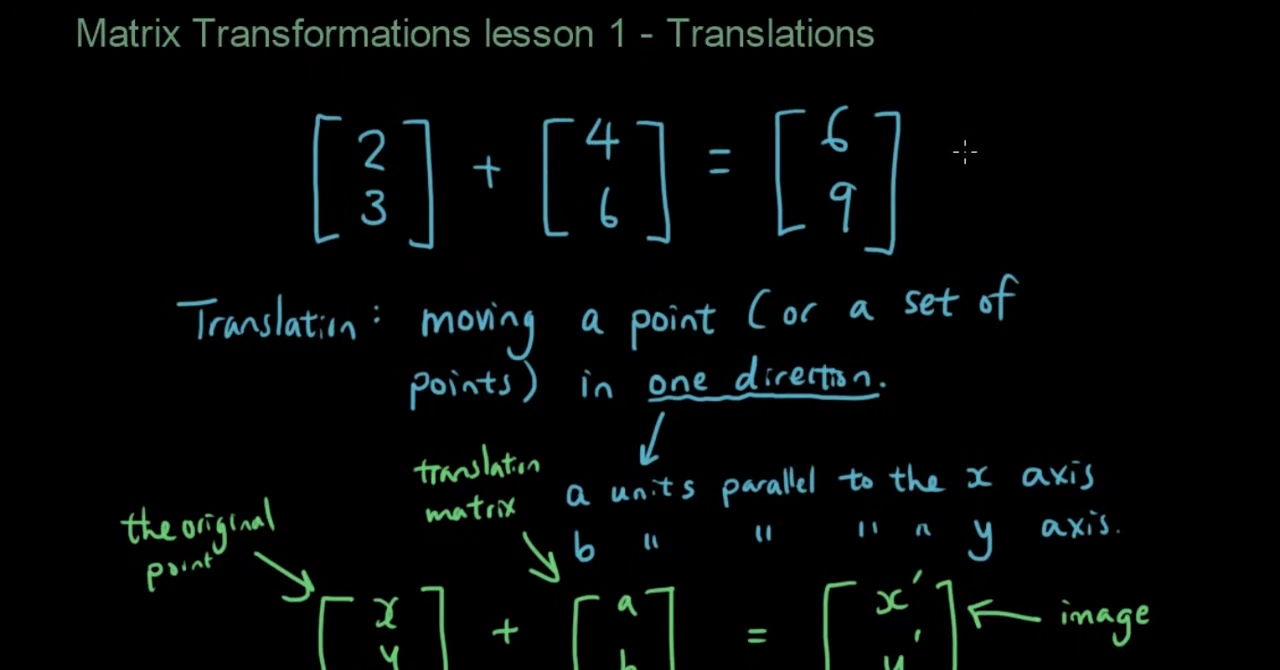 Matrix Transformations lesson 1 - Translations
[2 3] + [4 6] = [6 9]
Translation: moving a point (or a set of
points) in one direction.
translation
matrix
a units parallel to the x axis
b " " " " y axis.
the original
point
[x y] + [a b] = [x' y'] image